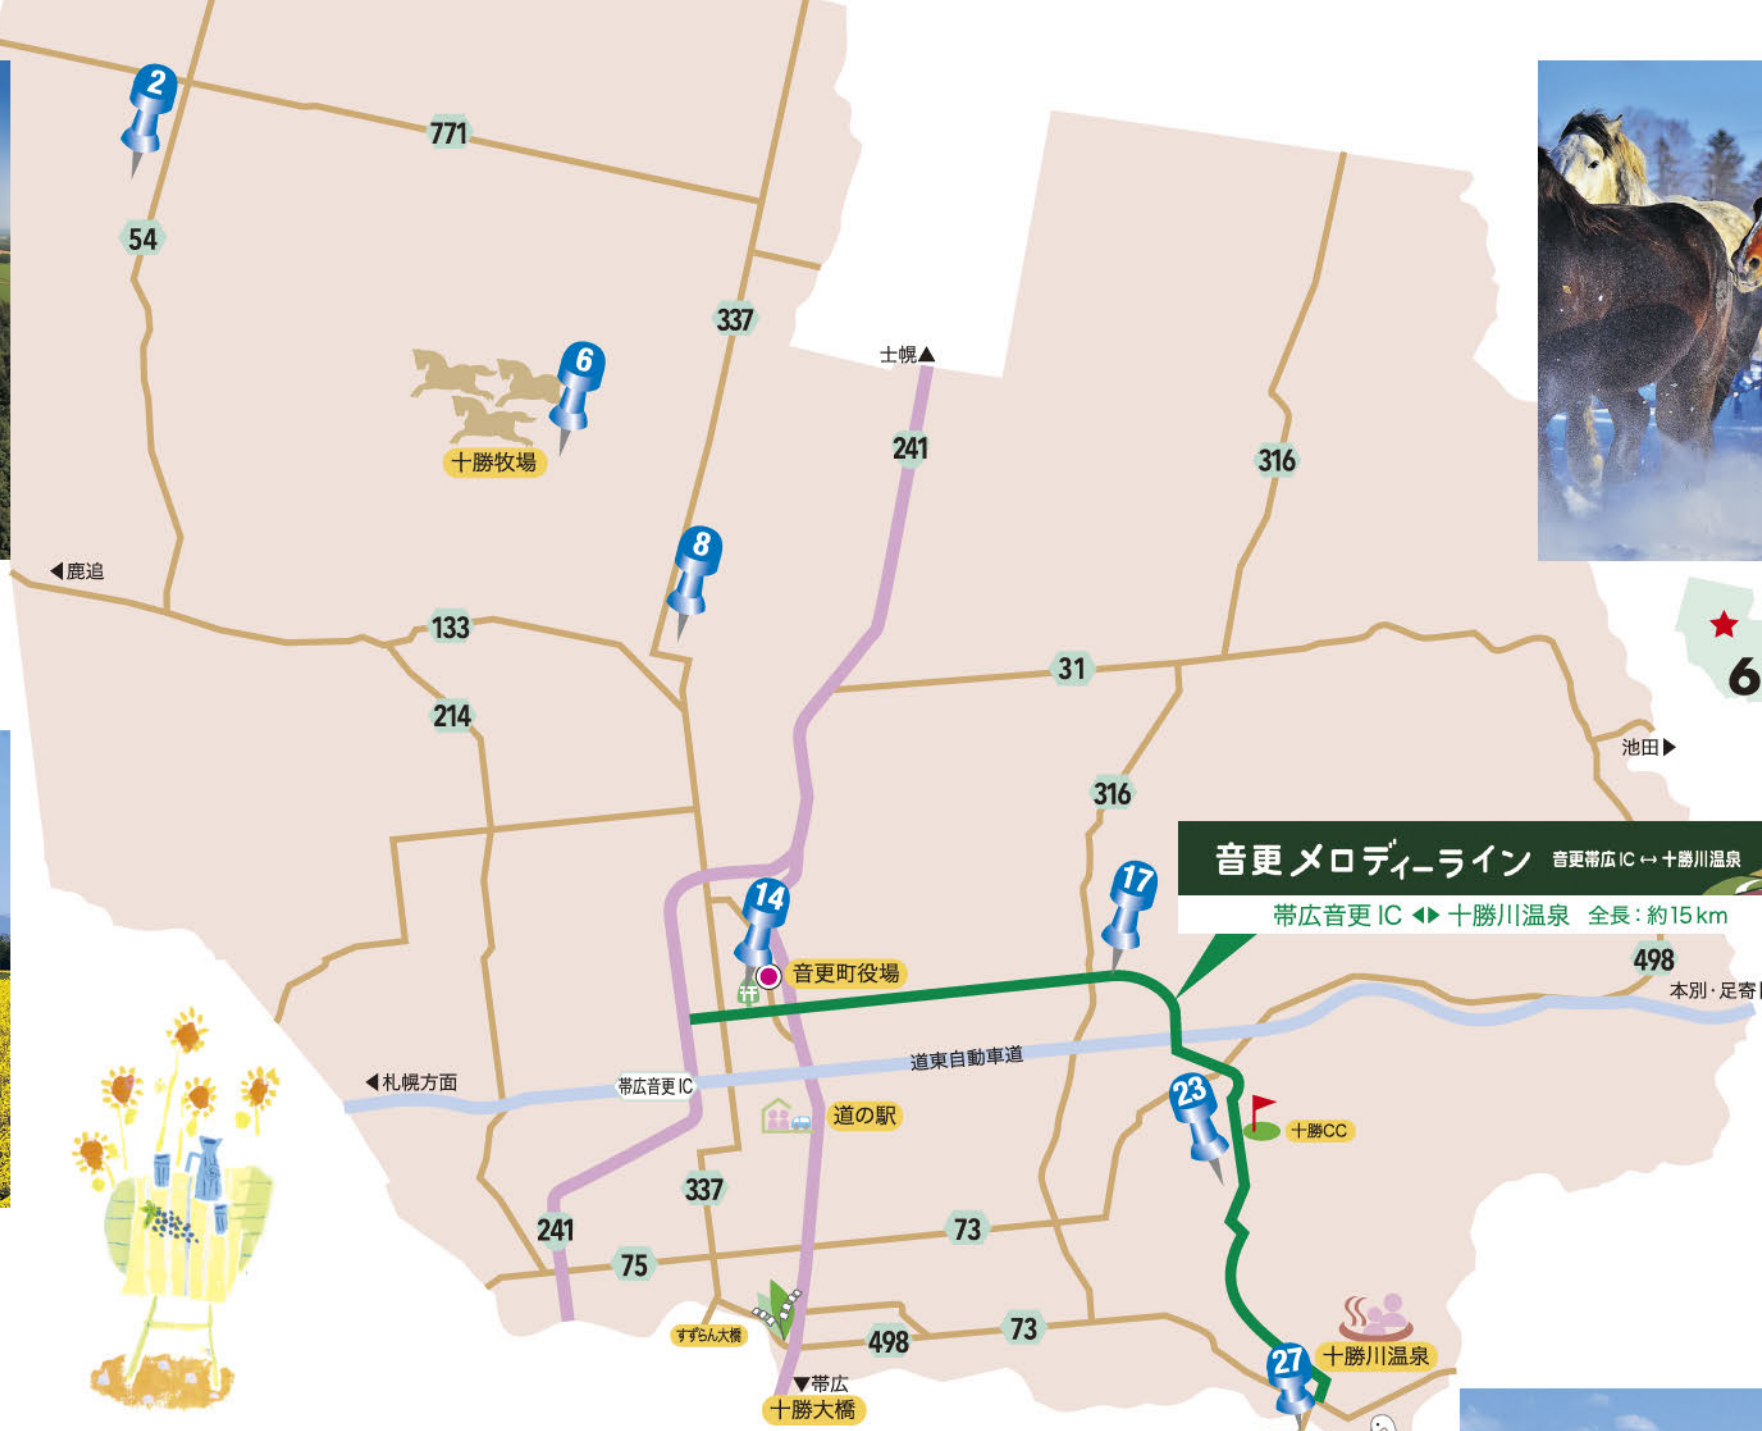 2
771
54
337
士幌▲
6
241
十勝牧場
316
8
◀鹿追
133
31
6
214
池田▶
316
音更メロディーライン 音更帯広IC↔十勝川温泉
帯広音更IC ◀▶ 十勝川温泉 全長：約15km
17
14
音更町役場
498
本別・足寄
道東自動車道
◀札幌方面
帯広音更IC
23
道の駅
十勝CC
337
241
73
75
すずらん大橋
498
73
27
十勝川温泉
▼帯広
十勝大橋